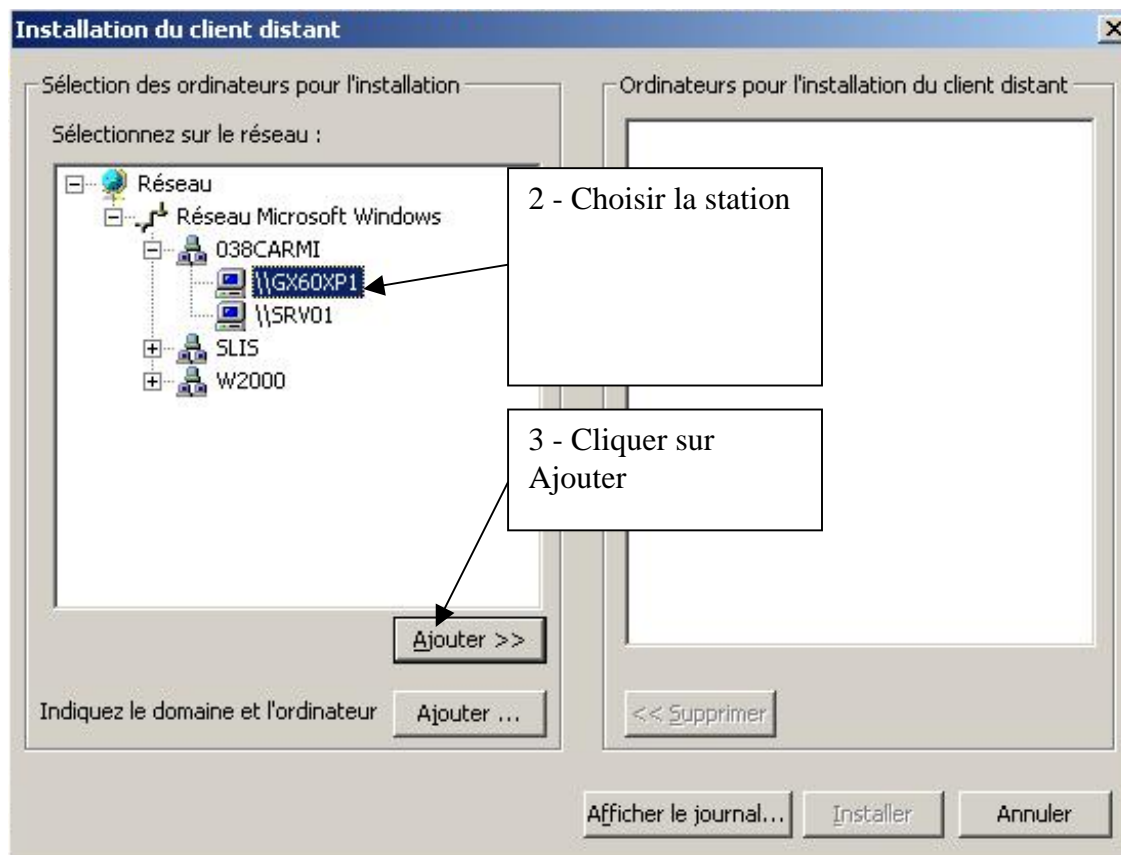 Installation du client distant
Sélection des ordinateurs pour l'installation
Sélectionnez sur le réseau :
Réseau
Réseau Microsoft Windows
038CARMI
\\GX60XP1
\\SRV01
SLIS
W2000
Ajouter >>
Indiquez le domaine et l'ordinateur
Ajouter ...
Ordinateurs pour l'installation du client distant
2 - Choisir la station
3 - Cliquer sur
Ajouter
<< Supprimer
Afficher le journal...
Installer
Annuler